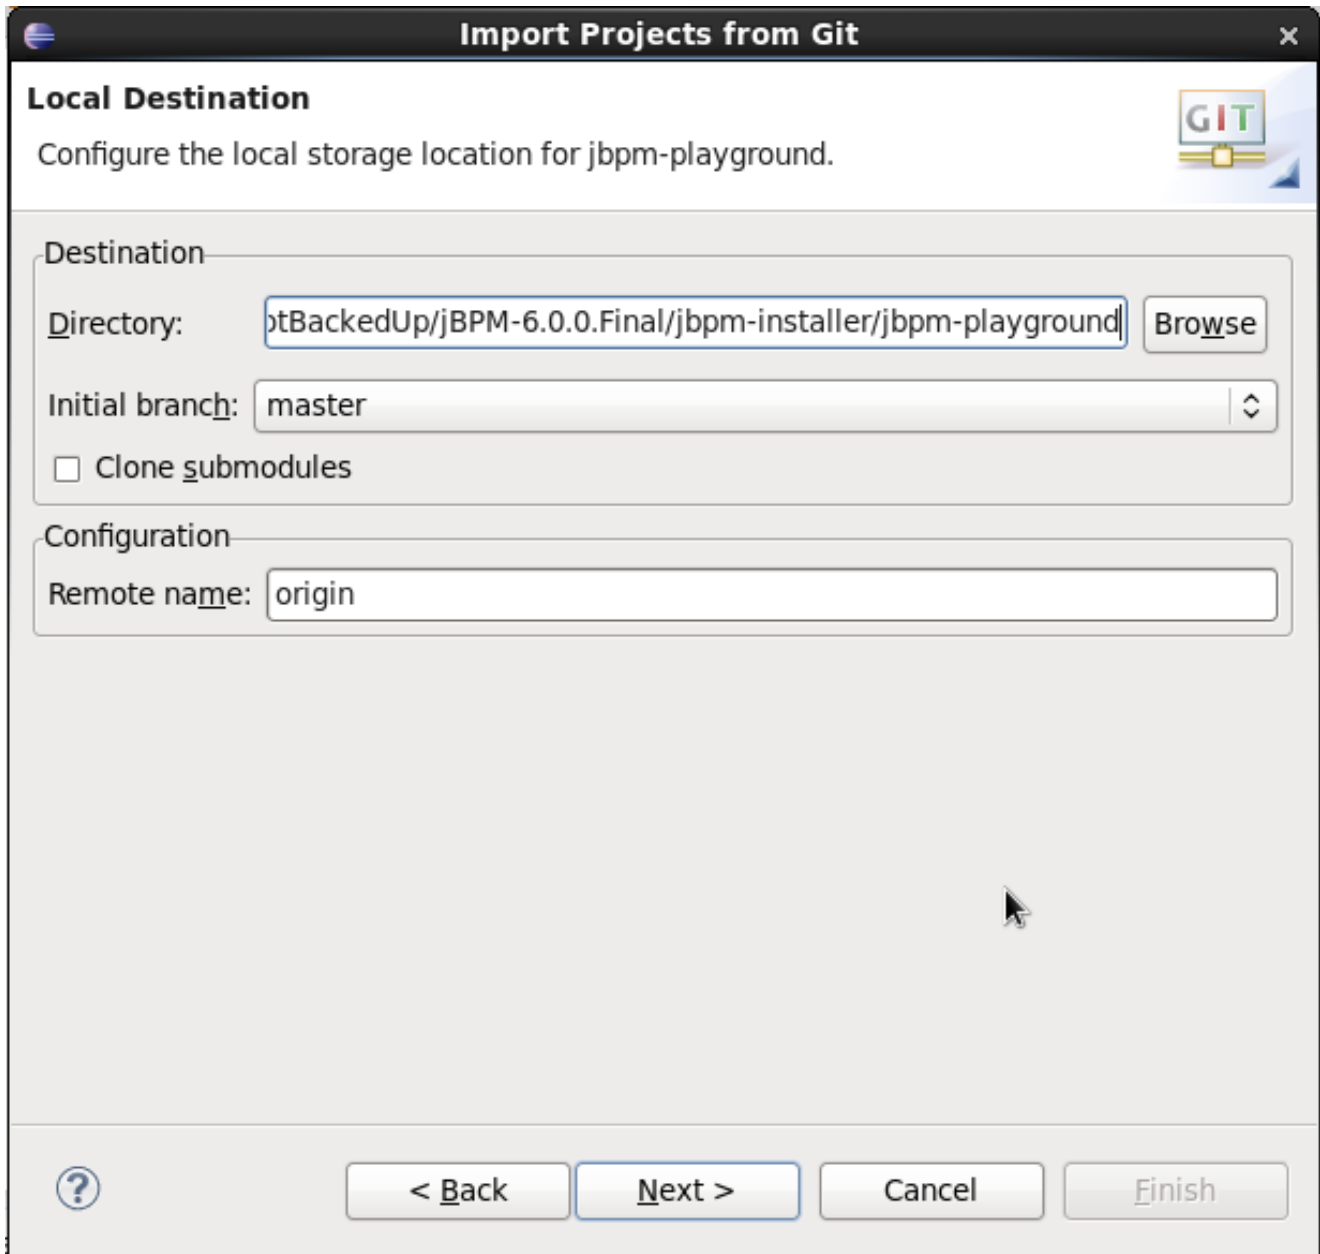 Import Projects from Git
Local Destination
Configure the local storage location for jbpm-playground.
GIT
Destination
Directory: otBackedUp/jBPM-6.0.0.Final/jbpm-installer/jbpm-playground Browse
Initial branch: master
Clone submodules
Configuration
Remote name: origin
? < Back Next > Cancel Finish